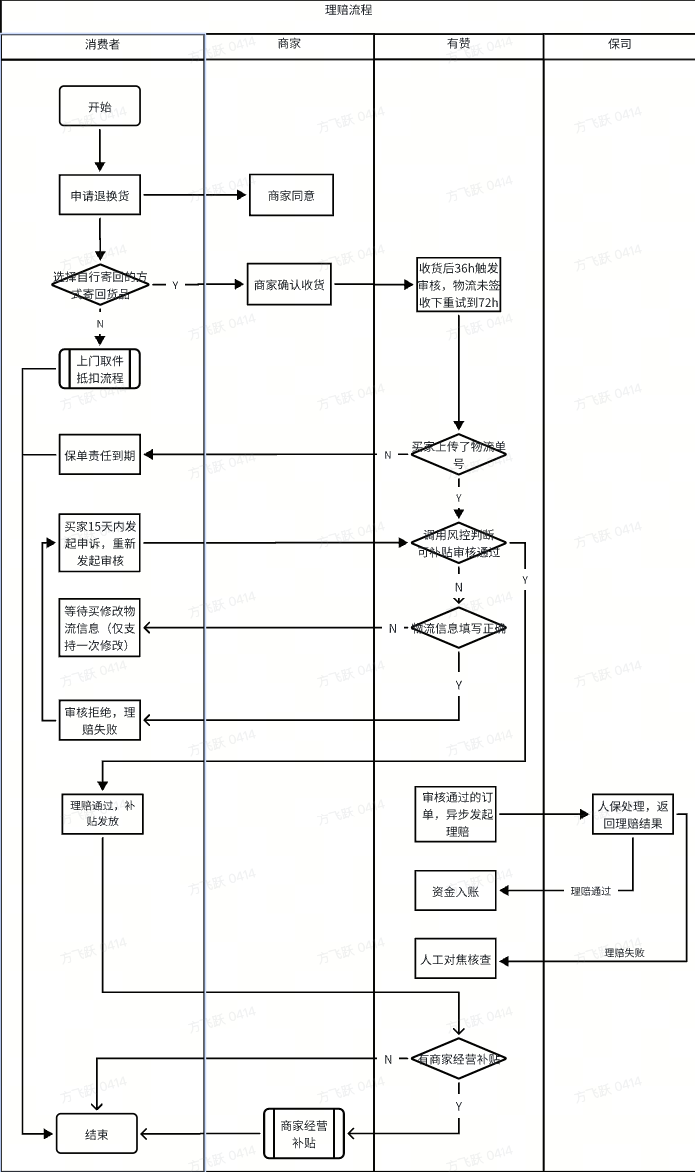 理赔流程
消费者
商家
有赞
保司
开始
申请退换货
商家同意
选择自行寄回的方
式寄回货品
Y
商家确认收货
收货后36h触发
审核，物流未签
收下重试到72h
N
上门取件
抵扣流程
保单责任到期
N
买家上传了物流单
号
Y
买家15天内发
起申诉，重新
发起审核
调用风控判断
可补贴审核通过
Y
N
等待买修改物
流信息（仅支
持一次修改）
N
物流信息填写正确
Y
审核拒绝，理
赔失败
理赔通过，补
贴发放
审核通过的订
单，异步发起
理赔
人保处理，返
回理赔结果
资金入账
理赔通过
人工对焦核查
理赔失败
N
有商家经营补贴
Y
结束
商家经营
补贴
方飞跃 0414